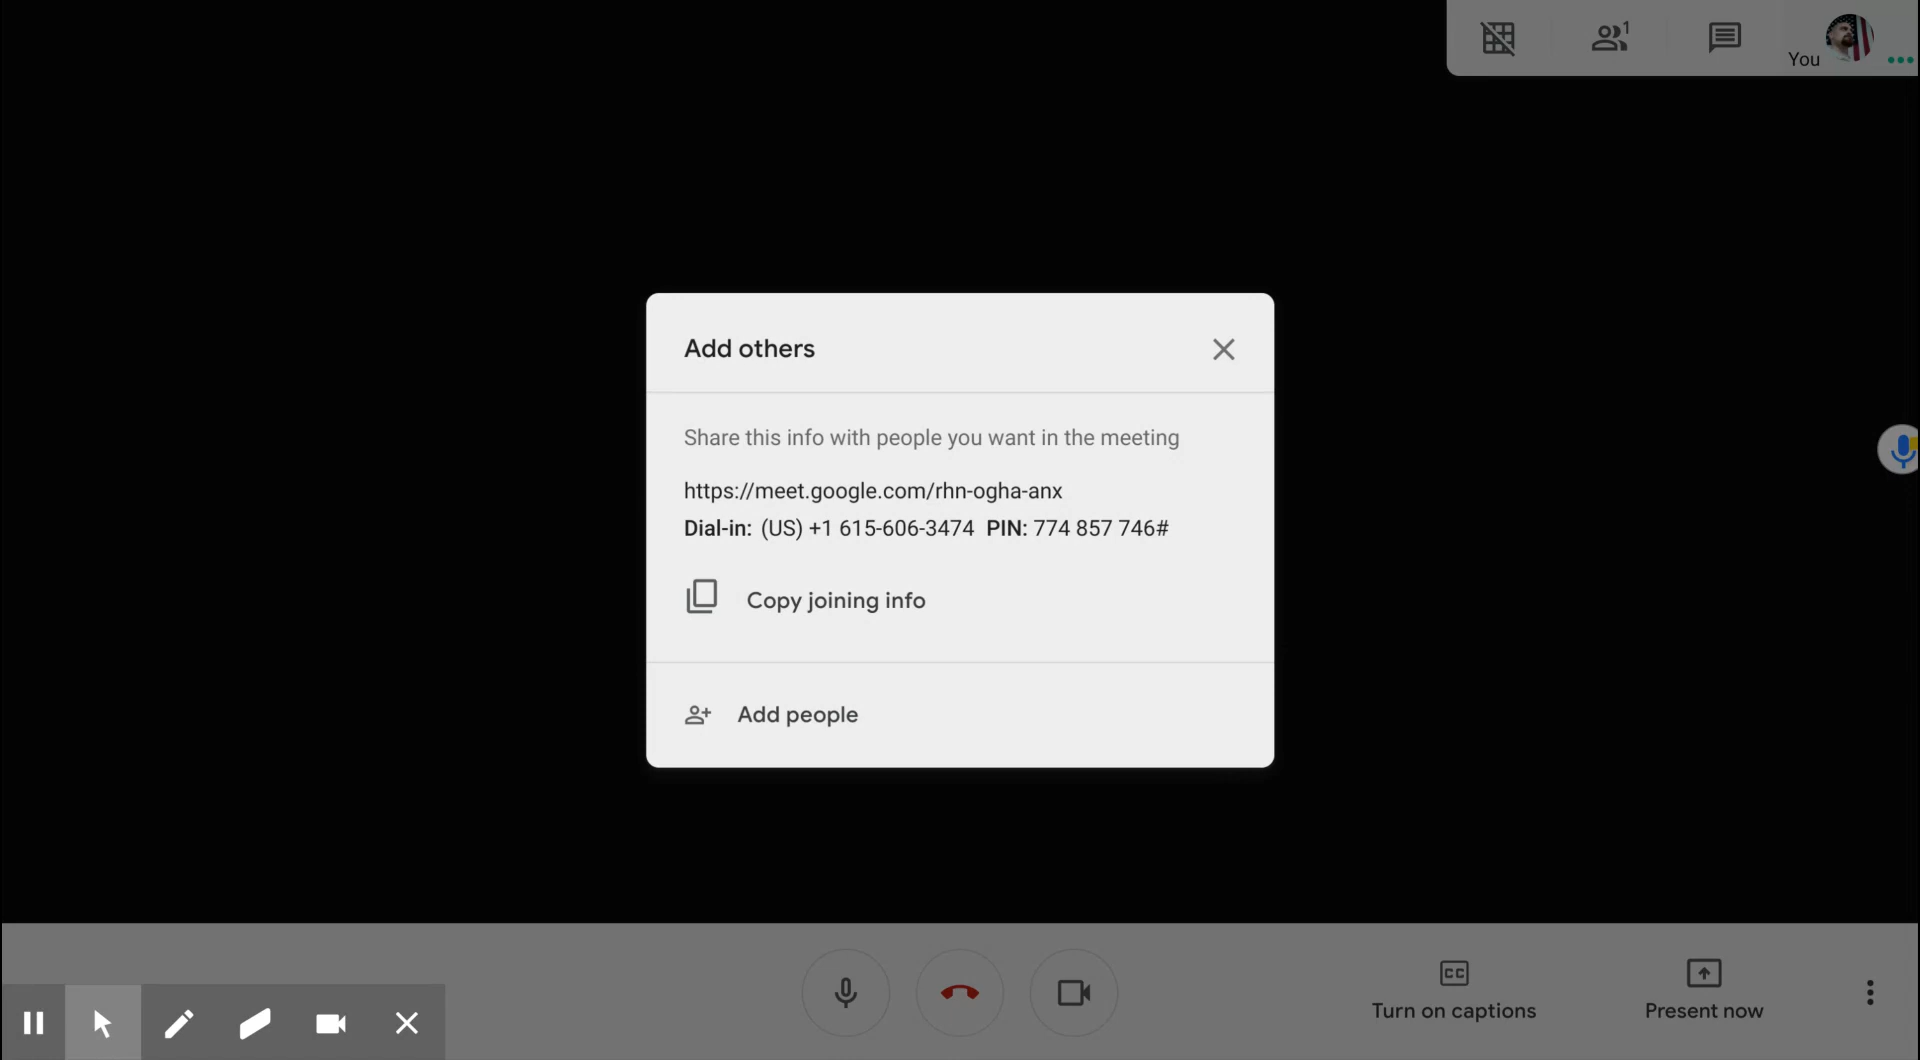 1
You
Add others
Share this info with people you want in the meeting
https://meet.google.com/rhn-ogha-anx
Dial-in: (US) +1 615-606-3474 PIN: 774 857 746#
Copy joining info
Add people
CC
Turn on captions
Present now